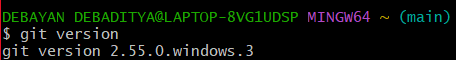 DEBAYAN DEBADITYA@LAPTOP-8VG1UDSP MINGW64 ~ (main)
$ git version
git version 2.55.0.windows.3